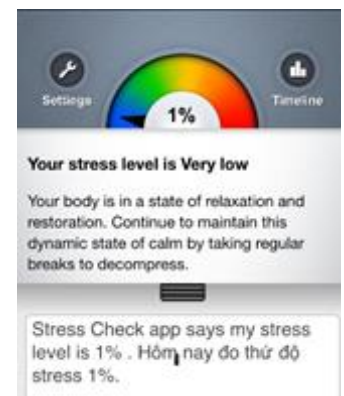 Settings
Timeline
1%
Your stress level is Very low
Your body is in a state of relaxation and
restoration. Continue to maintain this
dynamic state of calm by taking regular
breaks to decompress.
Stress Check app says my stress
level is 1% . Hôm nay đo thứ độ
stress 1%.